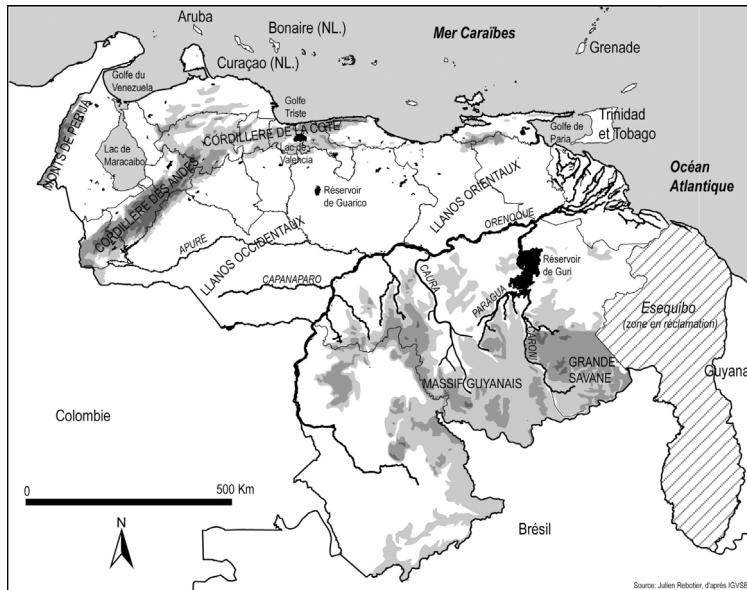 Aruba
Bonaire (NL.)
Mer Caraïbes
Curaçao (NL.)
Grenade
Golfe du
Venezuela
Golfe
Triste
MONTS DE PERIJA
CORDILLERE DE LA COTE
Trinidad
et Tobago
Golfe de
Paria
Lac de
Maracaibo
Lac de
Valencia
Océan
Atlantique
CORDILLERE DES ANDES
Réservoir
de Guarico
LLANOS ORIENTAUX
ORENOQUE
APURE
LLANOS OCCIDENTAUX
CAPANAPARO
CAURA
PARAGUA
Réservoir
de Guri
Esequibo
(zone en réclamation)
CARONI
GRANDE
SAVANE
MASSIF GUYANAIS
Guyana
Colombie
0
500 Km
N
Brésil
Source: Julien Rebotier, d'après IGVSB